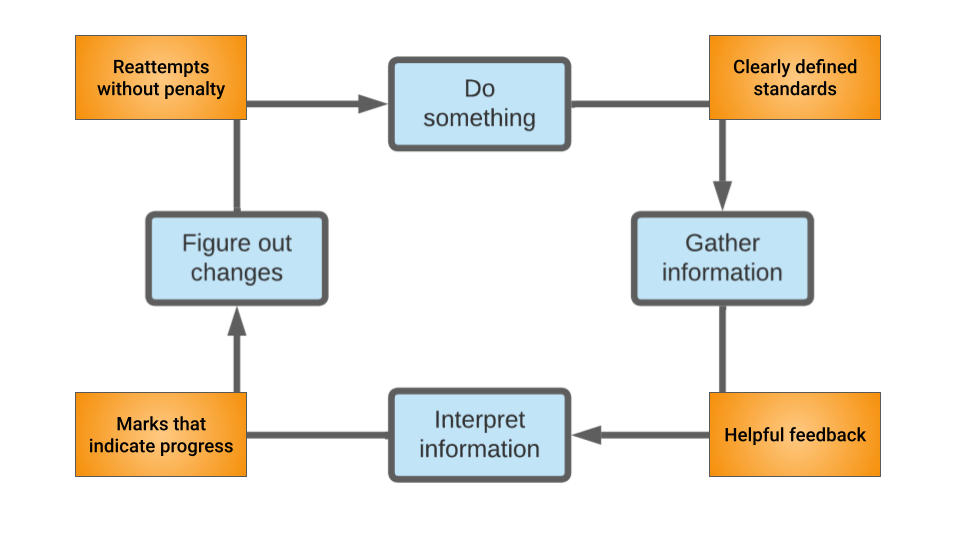 Reattempts
without penalty
Do
something
Clearly defined
standards
Figure out
changes
Gather
information
Marks that
indicate progress
Interpret
information
Helpful feedback